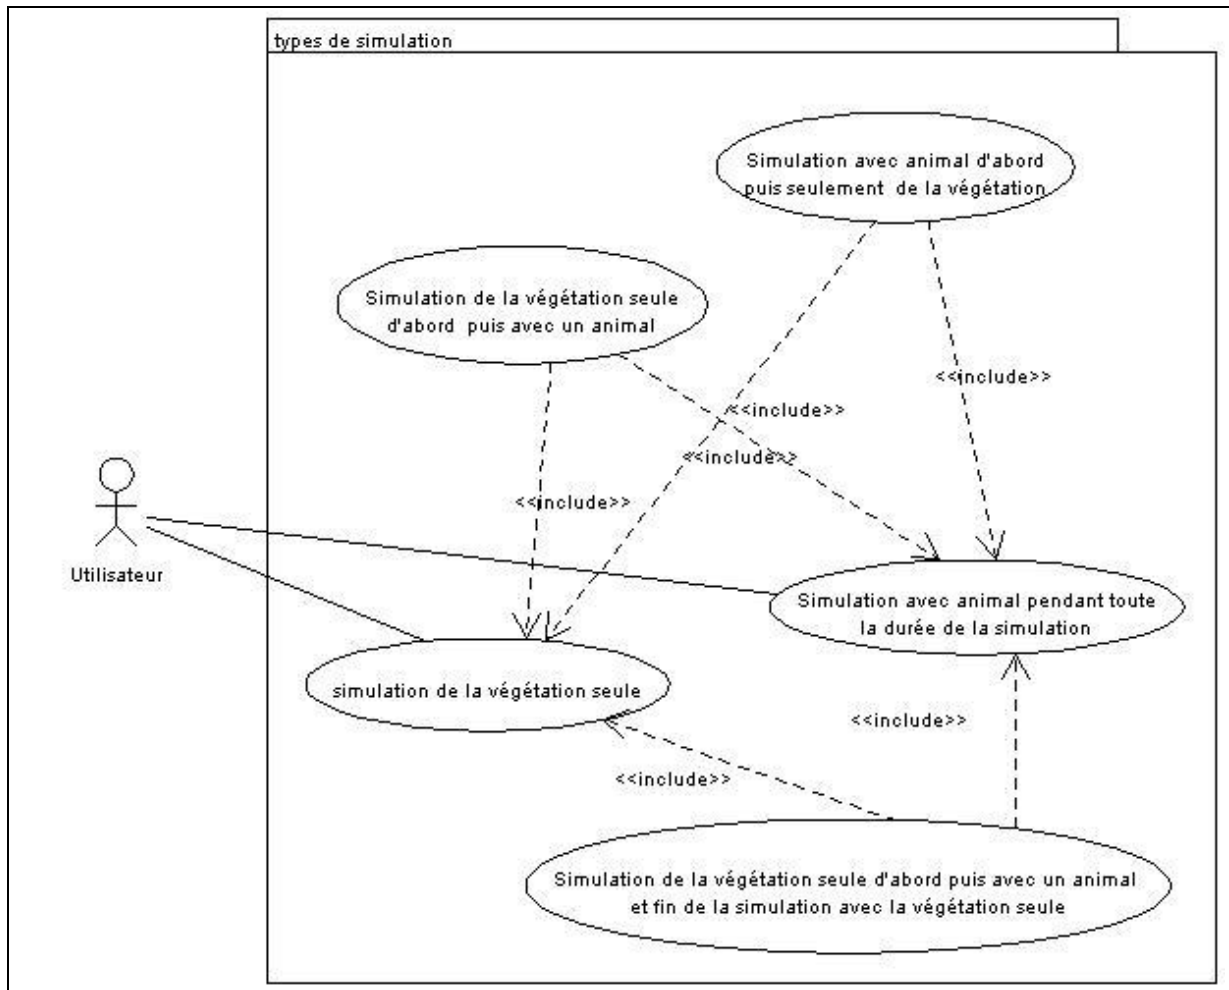 types de simulation
Simulation avec animal d'abord
puis seulement de la végétation
Simulation de la végétation seule
d'abord puis avec un animal
<<include>>
<<include>>
<<include>>
<<include>>
Utilisateur
Simulation avec animal pendant toute
la durée de la simulation
simulation de la végétation seule
<<include>>
<<include>>
Simulation de la végétation seule d'abord puis avec un animal
et fin de la simulation avec la végétation seule